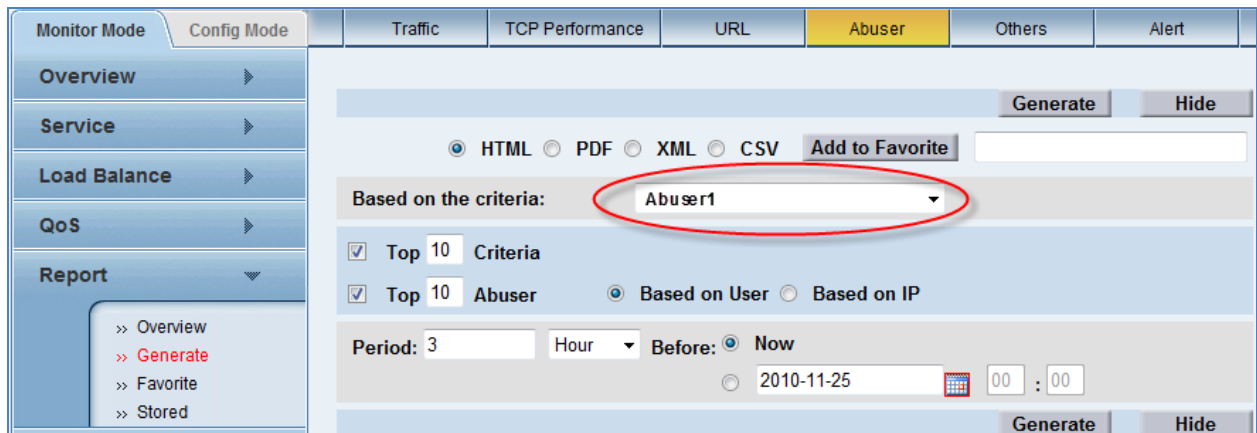 Monitor Mode Config Mode Traffic TCP Performance URL Abuser Others Alert
Overview
Service
Load Balance
QoS
Report
» Overview
» Generate
» Favorite
» Stored
Generate Hide
HTML PDF XML CSV Add to Favorite
Based on the criteria: Abuser1
Top 10 Criteria
Top 10 Abuser Based on User Based on IP
Period: 3 Hour Before: Now
2010-11-25 00 : 00
Generate Hide